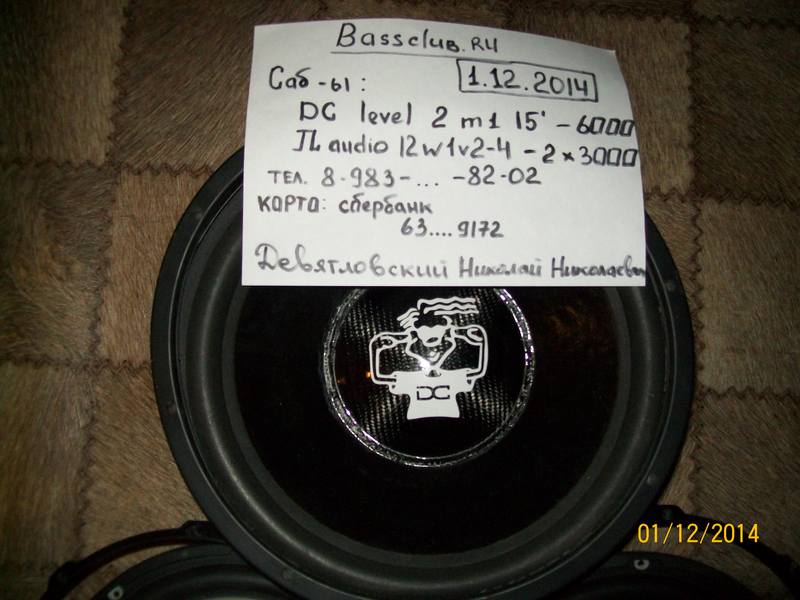 Bassclub.RU
1.12.2014
Саб-ы:
DC level 2 m1 15' - 6000
JL audio 12w1v2-4 - 2×3000
ТЕЛ. 8-983-... -82-02
КАРТА: сбербанк
63....9172
Девятловский Николай Николаевич
DC
01/12/2014